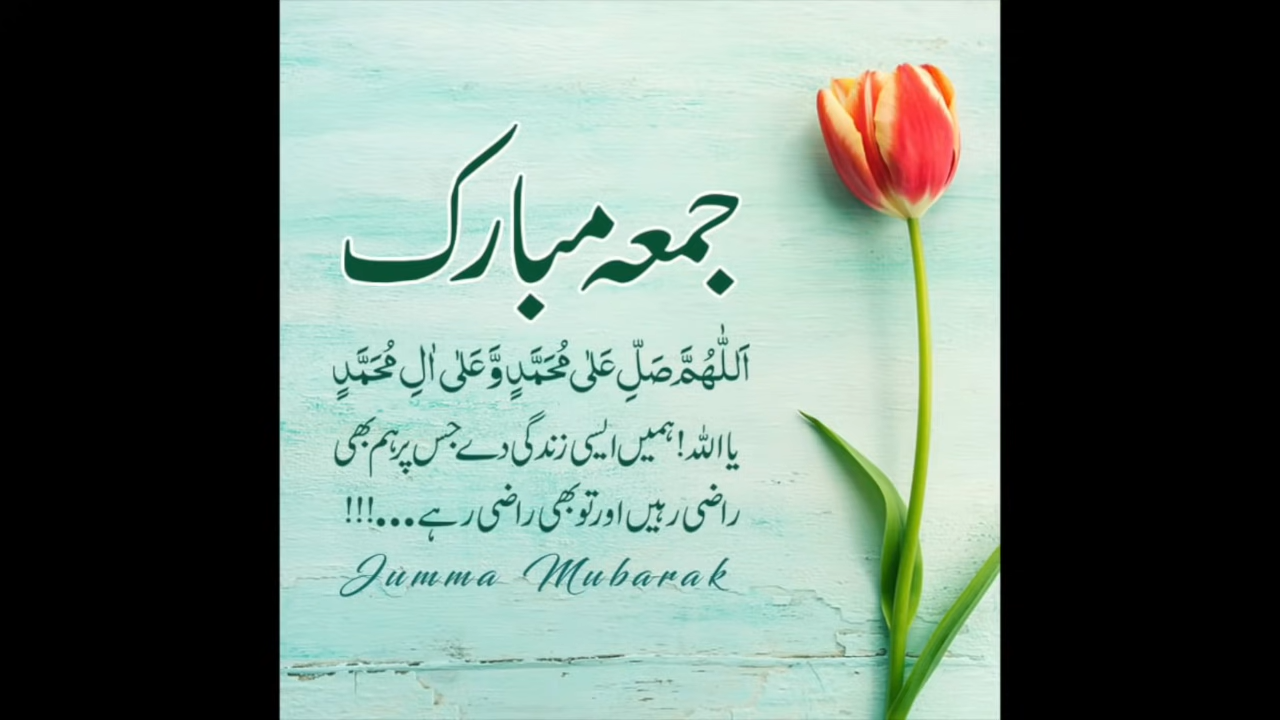 جمعہ مبارک
اَللّٰهُمَّ صَلِّ عَلٰی مُحَمَّدٍ وَّعَلٰی اٰلِ مُحَمَّدٍ
یا اللہ! ہمیں ایسی زندگی دے جس پر ہم بھی
راضی رہیں اور تو بھی راضی رہے...!!!
Jumma Mubarak